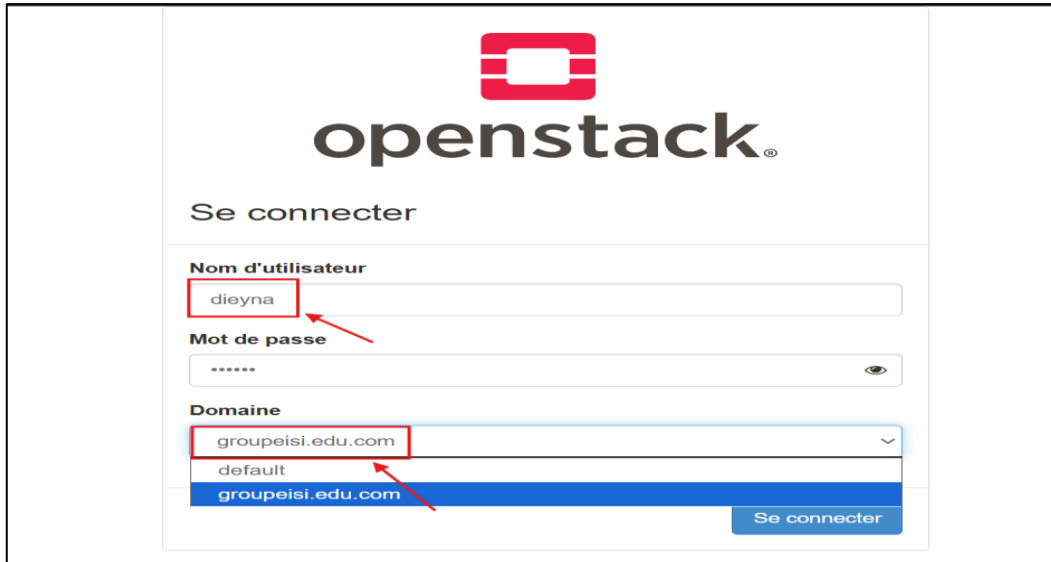 openstack®
Se connecter
Nom d'utilisateur
dieyna
Mot de passe
••••••
Domaine
groupeisi.edu.com
default
groupeisi.edu.com
Se connecter